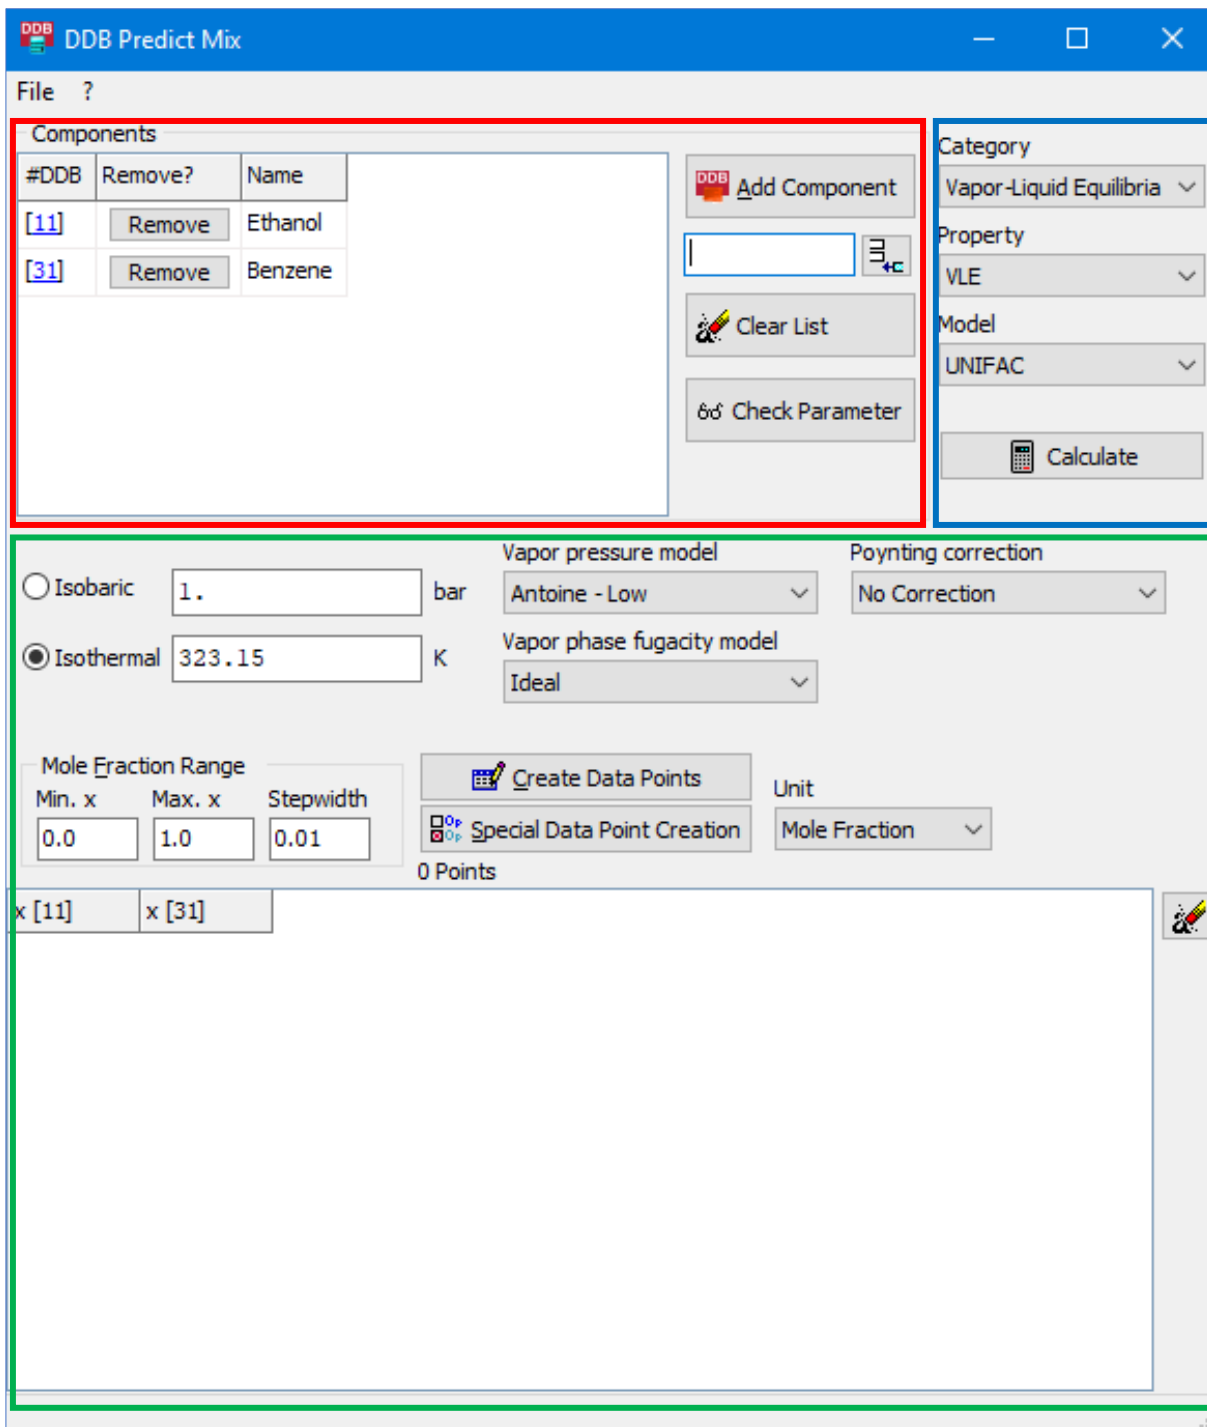 DDB Predict Mix
File ?
Components
#DDB Remove? Name
[11] Remove Ethanol
[31] Remove Benzene
DDB Add Component
Clear List
Check Parameter
Category
Vapor-Liquid Equilibria
Property
VLE
Model
UNIFAC
Calculate
Isobaric 1. bar
Isothermal 323.15 K
Vapor pressure model
Antoine - Low
Vapor phase fugacity model
Ideal
Poynting correction
No Correction
Mole Fraction Range
Min. x Max. x Stepwidth
0.0 1.0 0.01
Create Data Points
Special Data Point Creation
0 Points
Unit
Mole Fraction
x [11] x [31]